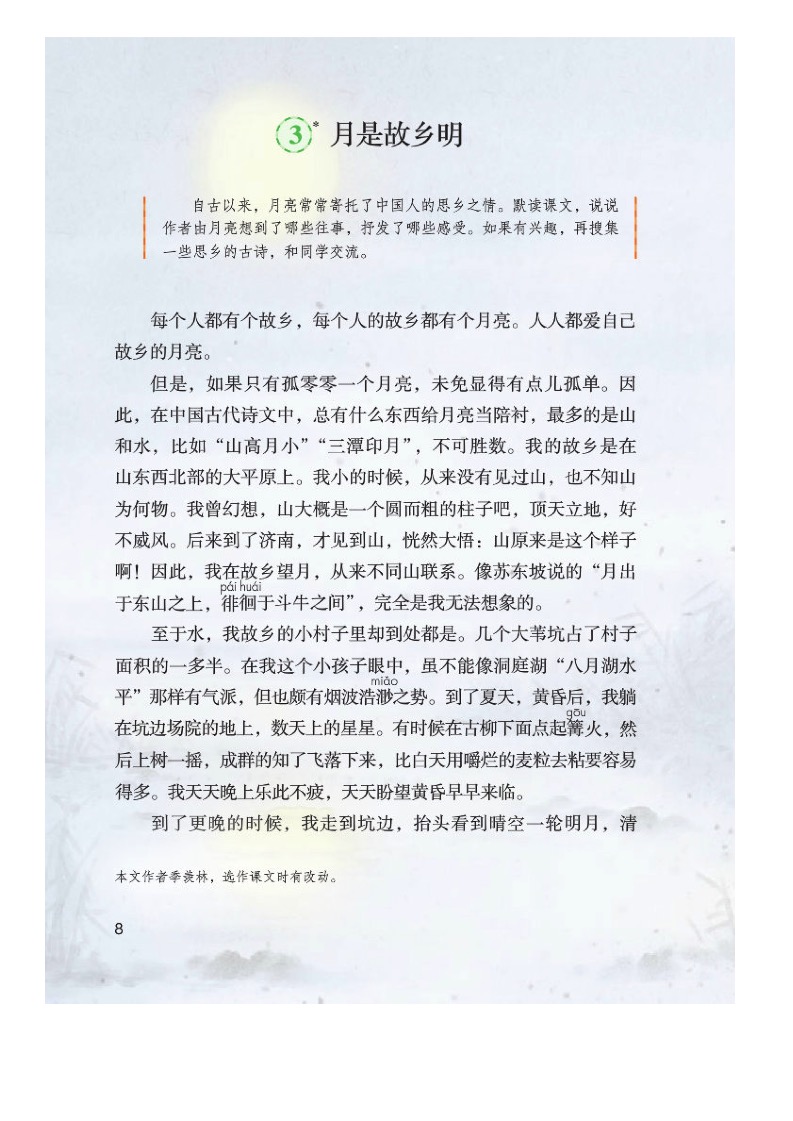 3* 月是故乡明
自古以来，月亮常常寄托了中国人的思乡之情。默读课文，说说
作者由月亮想到了哪些往事，抒发了哪些感受。如果有兴趣，再搜集
一些思乡的古诗，和同学交流。
每个人都有个故乡，每个人的故乡都有个月亮。人人都爱自己
故乡的月亮。
但是，如果只有孤零零一个月亮，未免显得有点儿孤单。因
此，在中国古代诗文中，总有什么东西给月亮当陪衬，最多的是山
和水，比如“山高月小”“三潭印月”，不可胜数。我的故乡是在
山东西北部的大平原上。我小的时候，从来没有见过山，也不知山
为何物。我曾幻想，山大概是一个圆而粗的柱子吧，顶天立地，好
不威风。后来到了济南，才见到山，恍然大悟：山原来是这个样子
啊！因此，我在故乡望月，从来不同山联系。像苏东坡说的“月出
pái huái
于东山之上，徘徊于斗牛之间”，完全是我无法想象的。
至于水，我故乡的小村子里却到处都是。几个大苇坑占了村子
面积的一多半。在我这个小孩子眼中，虽不能像洞庭湖“八月湖水
miǎo
平”那样有气派，但也颇有烟波浩渺之势。到了夏天，黄昏后，我躺
gōu
在坑边场院的地上，数天上的星星。有时候在古柳下面点起篝火，然
后上树一摇，成群的知了飞落下来，比白天用嚼烂的麦粒去粘要容易
得多。我天天晚上乐此不疲，天天盼望黄昏早早来临。
到了更晚的时候，我走到坑边，抬头看到晴空一轮明月，清
本文作者季羡林，选作课文时有改动。
8